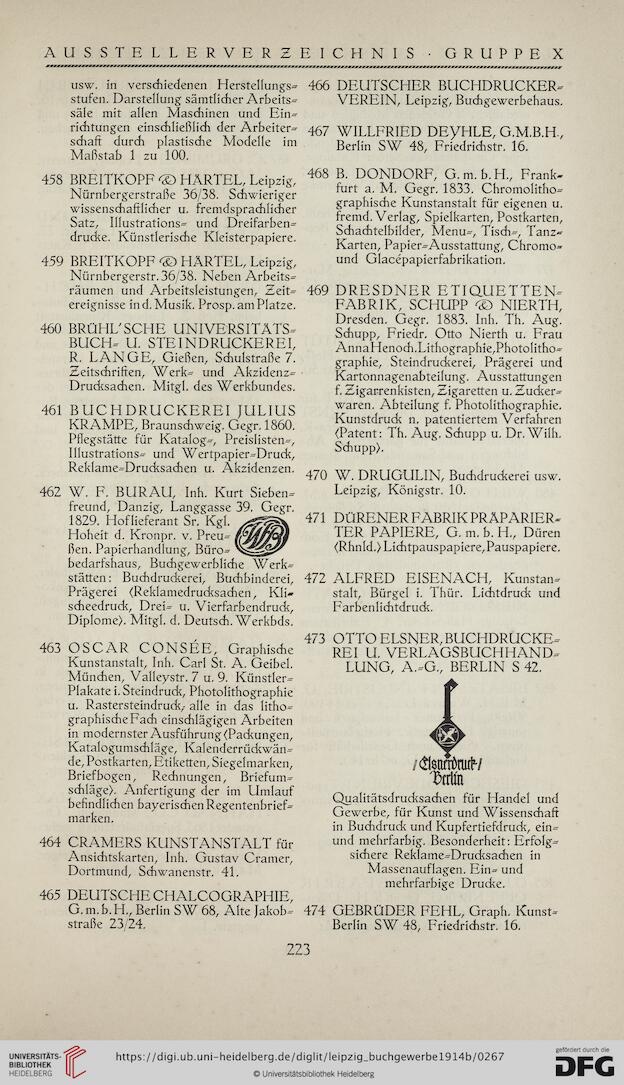 AUSSTELLERVERZEICHNIS · GRUPPE X
usw. in verschiedenen Herstellungs=
stufen. Darstellung sämtlicher Arbeits=
säle mit allen Maschinen und Ein=
richtungen einschließlich der Arbeiter=
schaft durch plastische Modelle im
Maßstab 1 zu 100.
458 BREITKOPF & HÄRTEL, Leipzig,
Nürnbergerstraße 36/38. Schwieriger
wissenschaftlicher u. fremdsprachlicher
Satz, Illustrations= und Dreifarben=
drucke. Künstlerische Kleisterpapiere.
459 BREITKOPF & HÄRTEL, Leipzig,
Nürnbergerstr. 36/38. Neben Arbeits=
räumen und Arbeitsleistungen, Zeit=
ereignisse in d. Musik. Prosp. am Platze.
460 BRÜHL'SCHE UNIVERSITÄTS=
BUCH= U. STEINDRUCKEREI,
R. LANGE, Gießen, Schulstraße 7.
Zeitschriften, Werk= und Akzidenz=
Drucksachen. Mitgl. des Werkbundes.
461 BUCHDRUCKEREI JULIUS
KRAMPE, Braunschweig. Gegr. 1860.
Pflegstätte für Katalog=, Preislisten=,
Illustrations= und Wertpapier=Druck,
Reklame=Drucksachen u. Akzidenzen.
462 W. F. BURAU, Inh. Kurt Sieben=
freund, Danzig, Langgasse 39. Gegr.
1829. Hoflieferant Sr. Kgl.
Hoheit d. Kronpr. v. Preu=
ßen. Papierhandlung, Büro=
WFB
bedarfshaus, Buchgewerbliche Werk=
stätten: Buchdruckerei, Buchbinderei,
Prägerei (Reklamedrucksachen, Kli=
scheedruck, Drei= u. Vierfarbendruck,
Diplome). Mitgl. d. Deutsch. Werkbds.
463 OSCAR CONSÉE, Graphische
Kunstanstalt, Inh. Carl St. A. Geibel.
München, Valleystr. 7 u. 9. Künstler=
Plakate i. Steindruck, Photolithographie
u. Rastersteindruck, alle in das litho=
graphische Fach einschlägigen Arbeiten
in modernster Ausführung (Packungen,
Katalogumschläge, Kalenderrückwän=
de, Postkarten, Etiketten, Siegelmarken,
Briefbogen, Rechnungen, Briefum=
schläge). Anfertigung der im Umlauf
befindlichen bayerischen Regentenbrief=
marken.
464 CRAMERS KUNSTANSTALT für
Ansichtskarten, Inh. Gustav Cramer,
Dortmund, Schwanenstr. 41.
465 DEUTSCHE CHALCOGRAPHIE,
G. m. b. H., Berlin SW 68, Alte Jakob=
straße 23/24.
466 DEUTSCHER BUCHDRUCKER=
VEREIN, Leipzig, Buchgewerbehaus.
467 WILLFRIED DEYHLE, G.M.B.H.,
Berlin SW 48, Friedrichstr. 16.
468 B. DONDORF, G. m. b. H., Frank=
furt a. M. Gegr. 1833. Chromolitho=
graphische Kunstanstalt für eigenen u.
fremd. Verlag, Spielkarten, Postkarten,
Schachtelbilder, Menu=, Tisch=, Tanz=
Karten, Papier=Ausstattung, Chromo=
und Glacépapierfabrikation.
469 DRESDNER ETIQUETTEN=
FABRIK, SCHUPP & NIERTH,
Dresden. Gegr. 1883. Inh. Th. Aug.
Schupp, Friedr. Otto Nierth u. Frau
Anna Henoch. Lithographie, Photolitho=
graphie, Steindruckerei, Prägerei und
Kartonnagenabteilung. Ausstattungen
f. Zigarrenkisten, Zigaretten u. Zucker=
waren. Abteilung f. Photolithographie.
Kunstdruck n. patentiertem Verfahren
(Patent: Th. Aug. Schupp u. Dr. Wilh.
Schupp).
470 W. DRUGULIN, Buchdruckerei usw.
Leipzig, Königstr. 10.
471 DÜRENER FABRIK PRÄPARIER=
TER PAPIERE, G. m. b. H., Düren
(Rhnld.) Lichtpauspapiere, Pauspapiere.
472 ALFRED EISENACH, Kunstan=
stalt, Bürgel i. Thür. Lichtdruck und
Farbenlichtdruck.
473 OTTO ELSNER, BUCHDRUCKE=
REI U. VERLAGSBUCHHAND=
LUNG, A.=G., BERLIN S 42.
/Elsnerdruck/
Berlin
Qualitätsdrucksachen für Handel und
Gewerbe, für Kunst und Wissenschaft
in Buchdruck und Kupfertiefdruck, ein=
und mehrfarbig. Besonderheit: Erfolg=
sichere Reklame=Drucksachen in
Massenauflagen. Ein= und
mehrfarbige Drucke.
474 GEBRÜDER FEHL, Graph. Kunst=
Berlin SW 48, Friedrichstr. 16.
223
UNIVERSITÄTS-
BIBLIOTHEK
HEIDELBERG
https://digi.ub.uni-heidelberg.de/diglit/leipzig_buchgewerbe1914b/0267
© Universitätsbibliothek Heidelberg
gefördert durch die
DFG